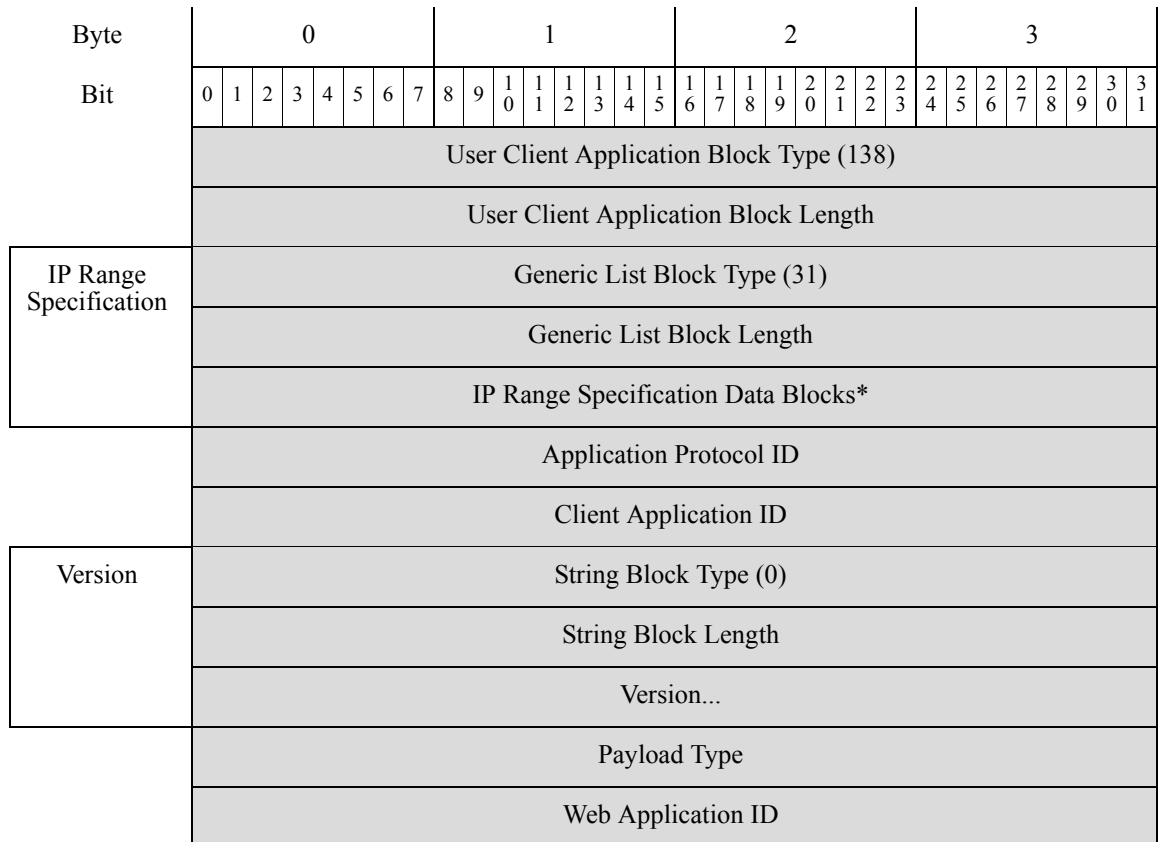 Byte 0 1 2 3
Bit 0 1 2 3 4 5 6 7 8 9 10 11 12 13 14 15 16 17 18 19 20 21 22 23 24 25 26 27 28 29 30 31
User Client Application Block Type (138)
User Client Application Block Length
IP Range
Specification
Generic List Block Type (31)
Generic List Block Length
IP Range Specification Data Blocks*
Application Protocol ID
Client Application ID
Version
String Block Type (0)
String Block Length
Version...
Payload Type
Web Application ID